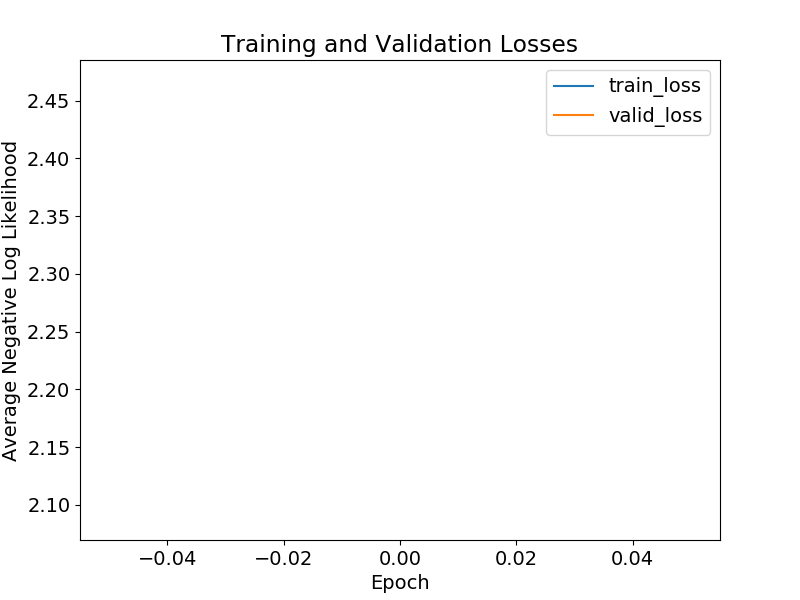 Training and Validation Losses
train_loss
valid_loss
2.45
2.40
2.35
2.30
2.25
2.20
2.15
2.10
Average Negative Log Likelihood
−0.04 −0.02 0.00 0.02 0.04
Epoch